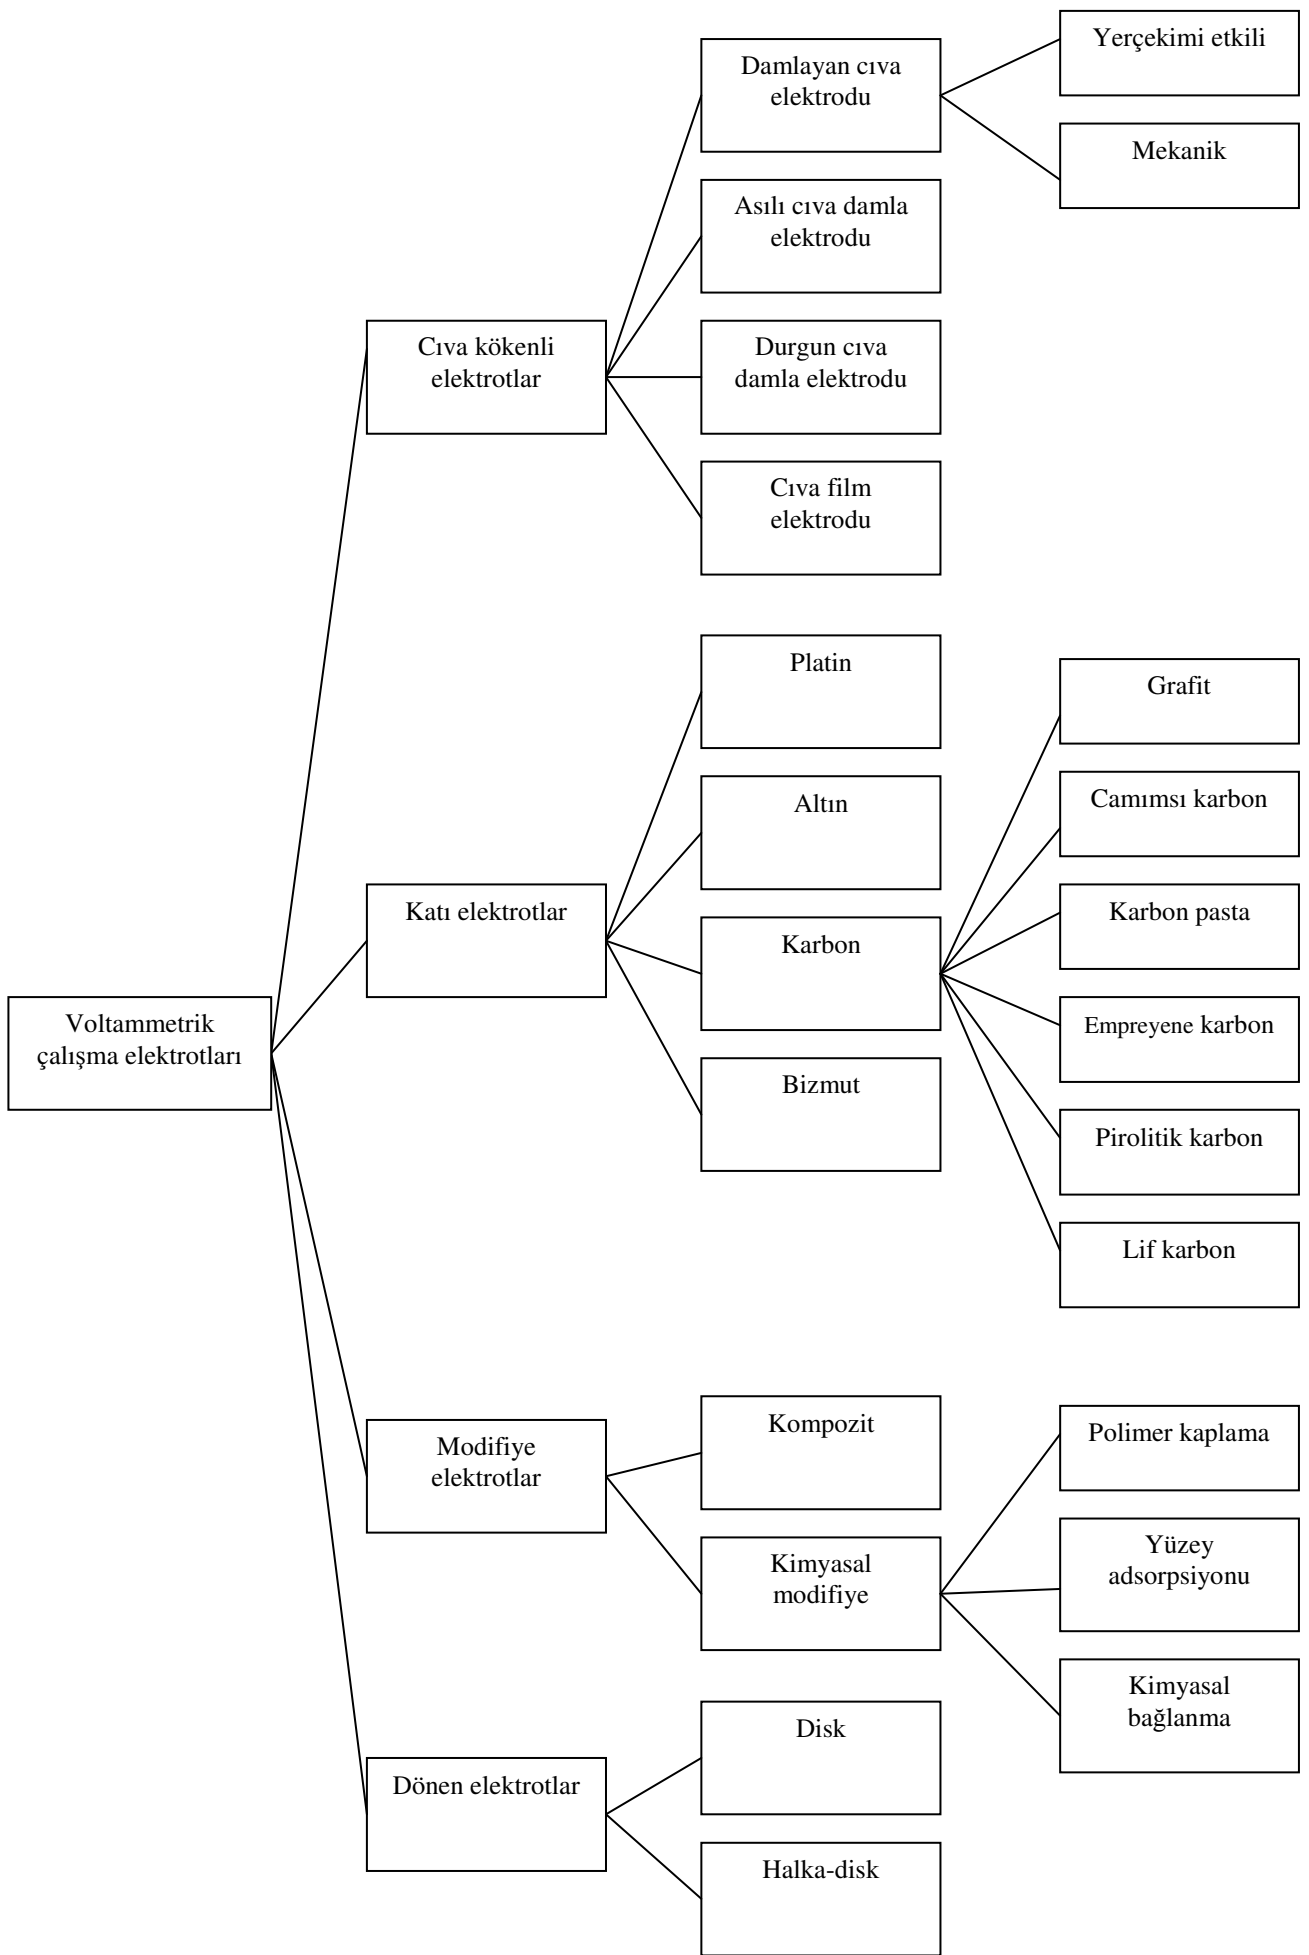 Yerçekimi etkili
Damlayan cıva
elektrodu
Mekanik
Asılı cıva damla
elektrodu
Cıva kökenli
elektrotlar
Durgun cıva
damla elektrodu
Cıva film
elektrodu
Platin
Grafit
Altın
Camımsı karbon
Katı elektrotlar
Karbon pasta
Karbon
Empreyene karbon
Voltammetrik
çalışma elektrotları
Bizmut
Pirolitik karbon
Lif karbon
Kompozit
Polimer kaplama
Modifiye
elektrotlar
Yüzey
adsorpsiyonu
Kimyasal
modifiye
Kimyasal
bağlanma
Disk
Dönen elektrotlar
Halka-disk